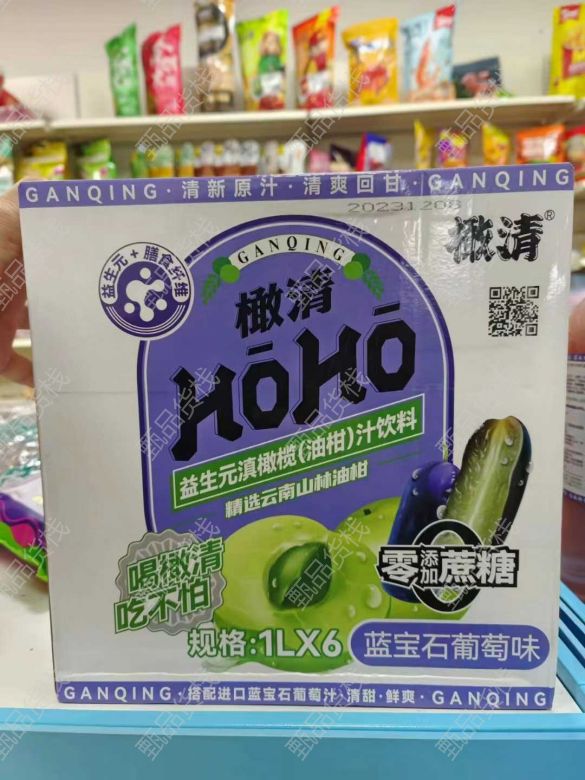 GANQING·清新原汁·清爽回甘·GANQING
20231208
橄清®
益生元+膳食纤维
GANQING
橄清
HŌHŌ
益生元滇橄榄(油柑)汁饮料
精选云南山林油柑
喝橄清
吃不怕
零添加蔗糖
规格:1LX6
蓝宝石葡萄味
GANQING·搭配进口蓝宝石葡萄汁·清甜·鲜爽·GANQING
甄品货栈